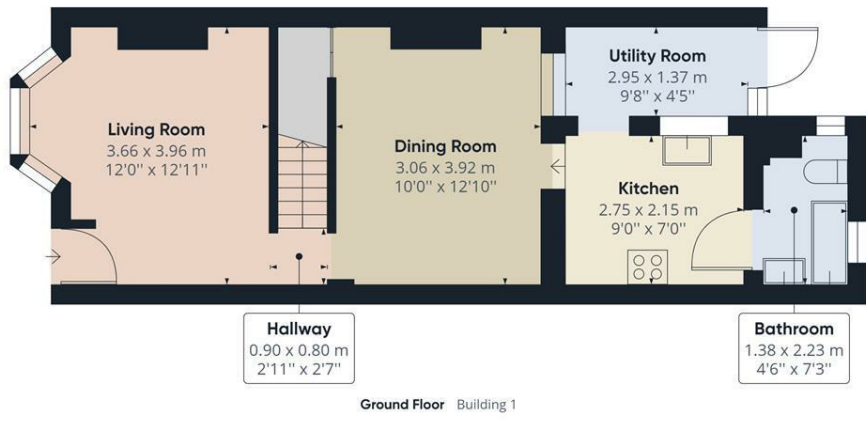 Utility Room
2.95 x 1.37 m
9'8" x 4'5"
Living Room
3.66 x 3.96 m
12'0" x 12'11"
Dining Room
3.06 x 3.92 m
10'0" x 12'10"
Kitchen
2.75 x 2.15 m
9'0" x 7'0"
Hallway
0.90 x 0.80 m
2'11" x 2'7"
Bathroom
1.38 x 2.23 m
4'6" x 7'3"
Ground Floor Building 1